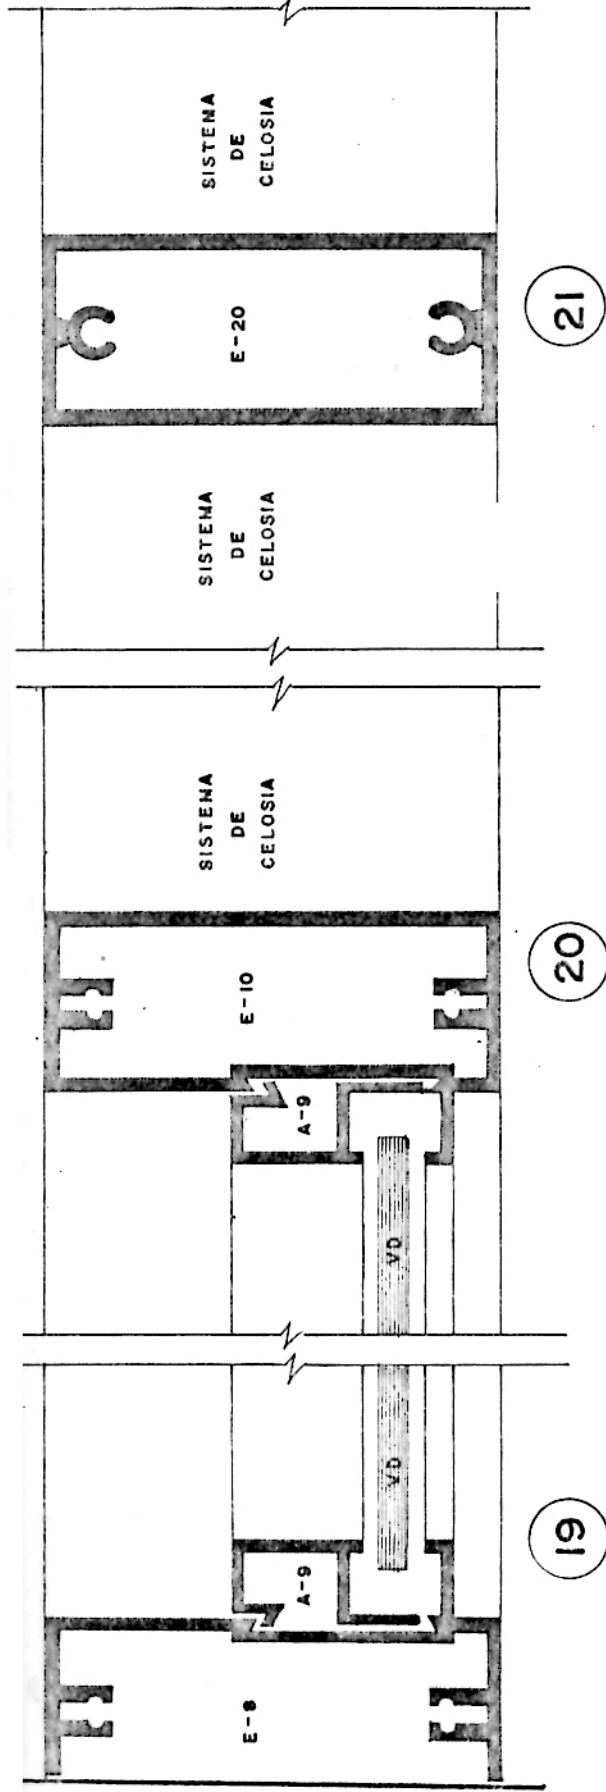 E-8
A-9
VD
VD
A-9
E-10
SISTEMA
DE
CELOSIA
SISTEMA
DE
CELOSIA
E-20
SISTEMA
DE
CELOSIA
19
20
21